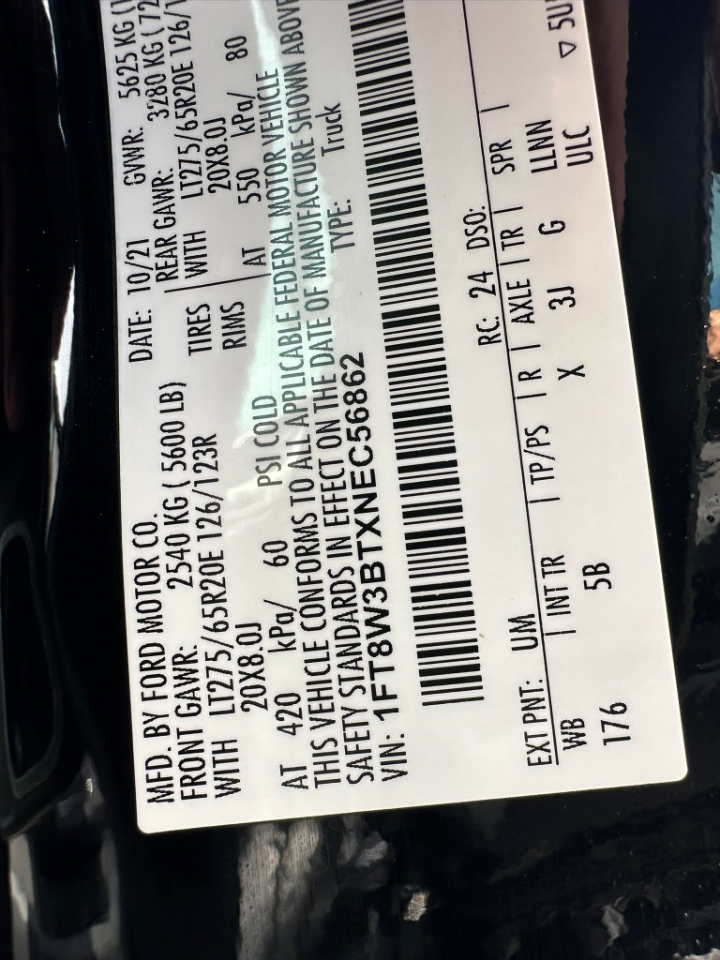 MFD. BY FORD MOTOR CO.
DATE: 10/21 GVWR: 5625 KG
FRONT GAWR: 2540 KG ( 5600 LB)
REAR GAWR: 3280 KG ( 72
WITH LT275/65R20E 126/123R
TIRES WITH LT275/65R20E 126/1
20X8.0J
RIMS 20X8.0J
AT 420 kPa/ 60 PSI COLD
AT 550 kPa/ 80
THIS VEHICLE CONFORMS TO ALL APPLICABLE FEDERAL MOTOR VEHICLE
SAFETY STANDARDS IN EFFECT ON THE DATE OF MANUFACTURE SHOWN ABOVE
VIN: 1FT8W3BTXNEC56862 TYPE: Truck
EXT PNT: UM RC: 24 DSO:
WB | INT TR | TP/PS | R | AXLE | TR | SPR |
176 5B X 3J G LLNN
ULC
▽ 5U